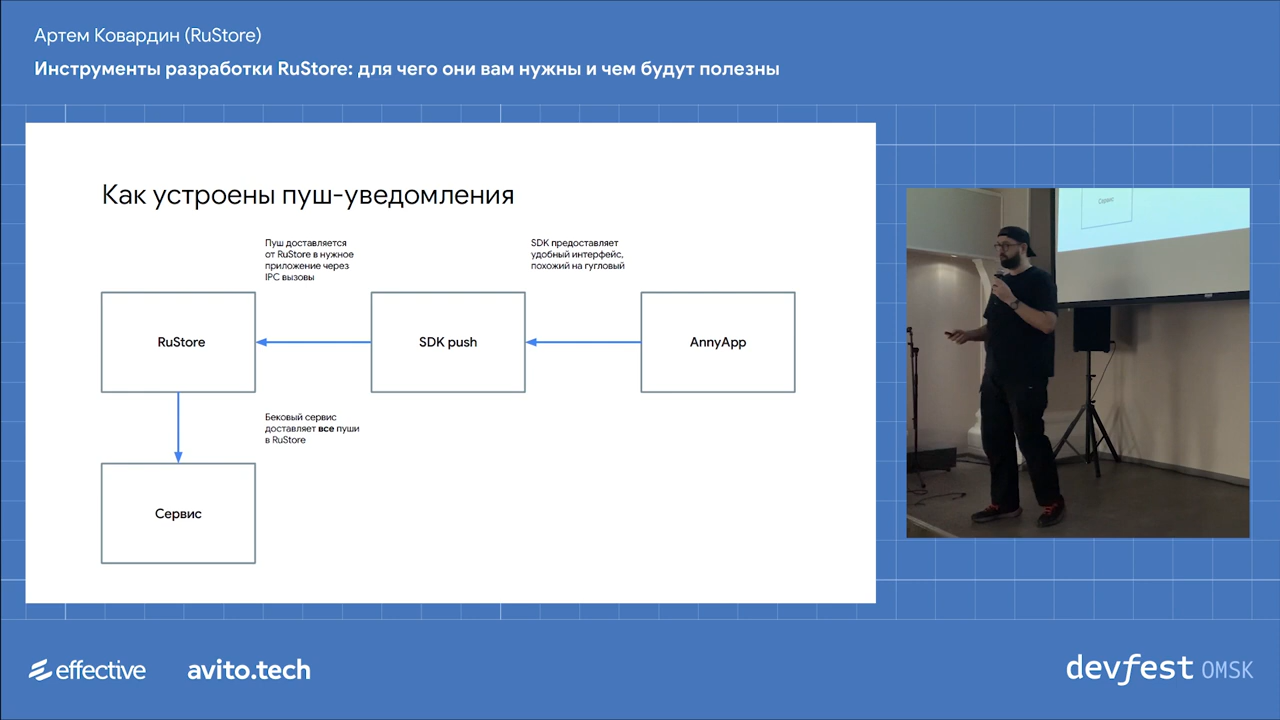 Артем Ковардин (RuStore)
Инструменты разработки RuStore: для чего они вам нужны и чем будут полезны
Как устроены пуш-уведомления
Пуш доставляется
от RuStore в нужное
приложение через
IPC вызовы
SDK предоставляет
удобный интерфейс,
похожий на гугловый
RuStore
SDK push
AnnyApp
Бековый сервис
доставляет все пуши
в RuStore
Сервис
Сервис
effective
avito.tech
devfest OMSK